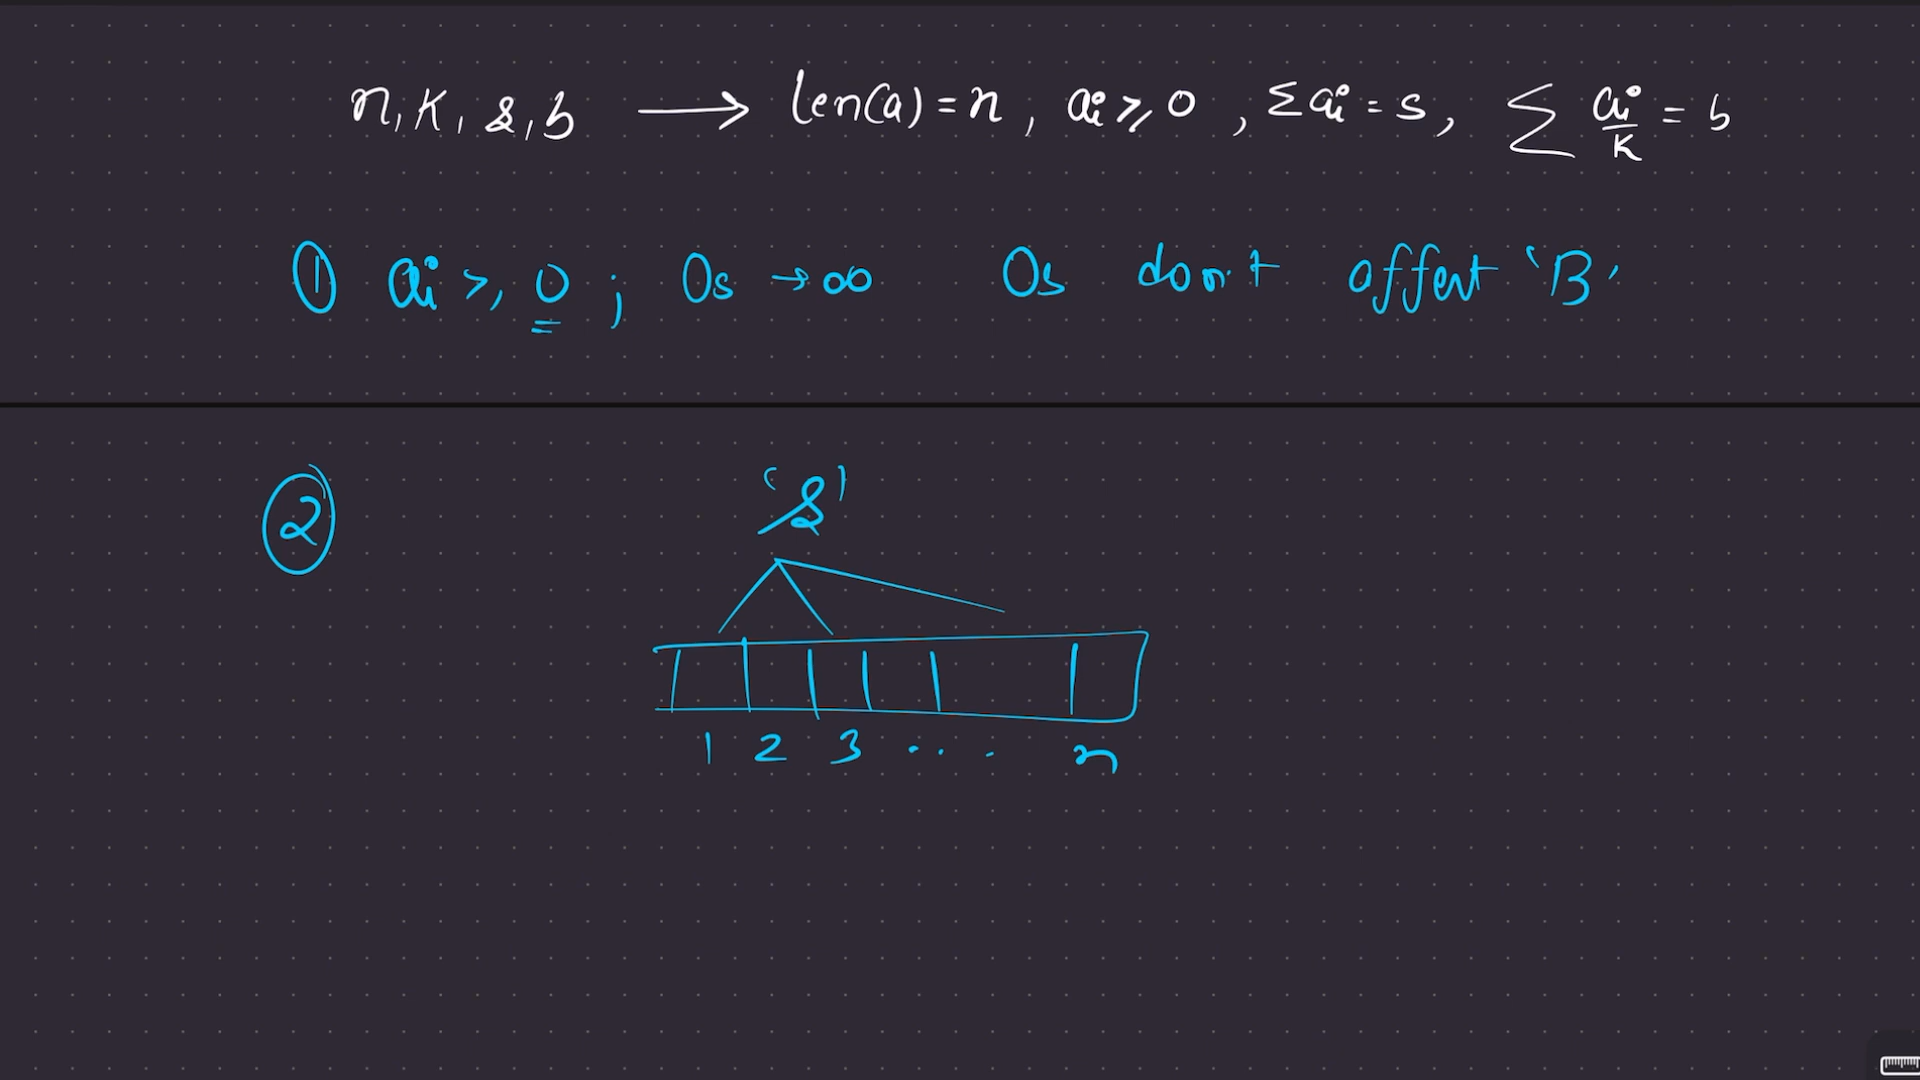 n, K, s, b → len(a) = n, ai ≥ 0, Σai = s, Σ ai/K = b
① ai ≥ 0 ; 0s → ∞ 0s don't affect 'B'
② 's'
1 2 3 . . . . n